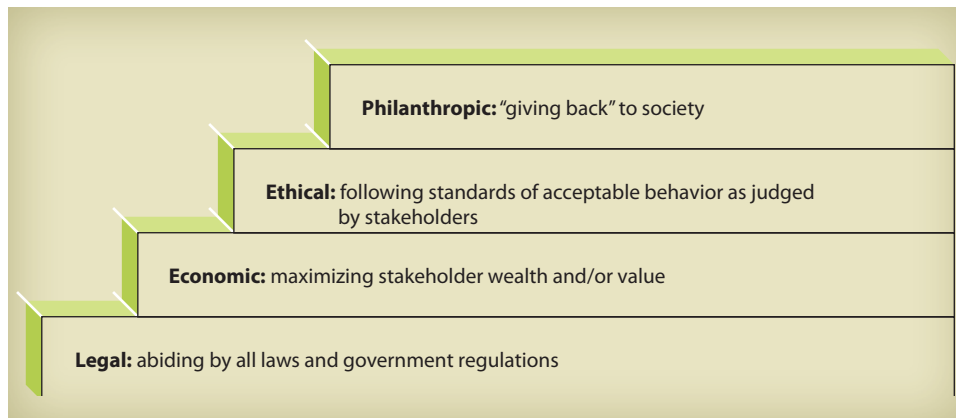 Philanthropic: “giving back” to society
Ethical: following standards of acceptable behavior as judged
by stakeholders
Economic: maximizing stakeholder wealth and/or value
Legal: abiding by all laws and government regulations